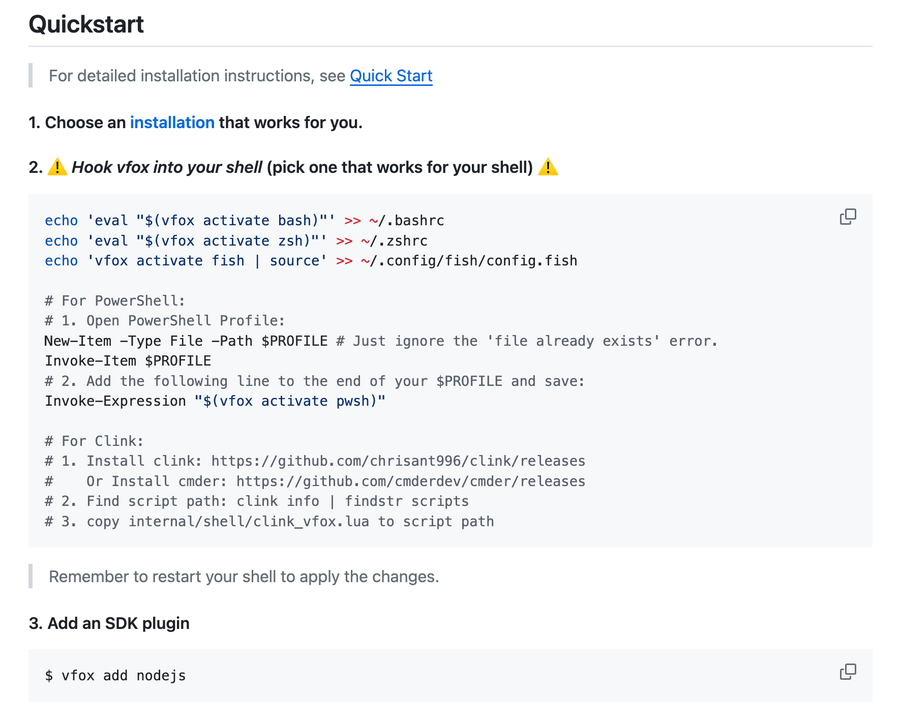 Quickstart
For detailed installation instructions, see Quick Start
1. Choose an installation that works for you.
2. ⚠️ Hook vfox into your shell (pick one that works for your shell) ⚠️
echo 'eval "$(vfox activate bash)"' >> ~/.bashrc
echo 'eval "$(vfox activate zsh)"' >> ~/.zshrc
echo 'vfox activate fish | source' >> ~/.config/fish/config.fish
# For PowerShell:
# 1. Open PowerShell Profile:
New-Item -Type File -Path $PROFILE # Just ignore the 'file already exists' error.
Invoke-Item $PROFILE
# 2. Add the following line to the end of your $PROFILE and save:
Invoke-Expression "$(vfox activate pwsh)"
# For Clink:
# 1. Install clink: https://github.com/chrisant996/clink/releases
#    Or Install cmder: https://github.com/cmderdev/cmder/releases
# 2. Find script path: clink info | findstr scripts
# 3. copy internal/shell/clink_vfox.lua to script path
Remember to restart your shell to apply the changes.
3. Add an SDK plugin
$ vfox add nodejs